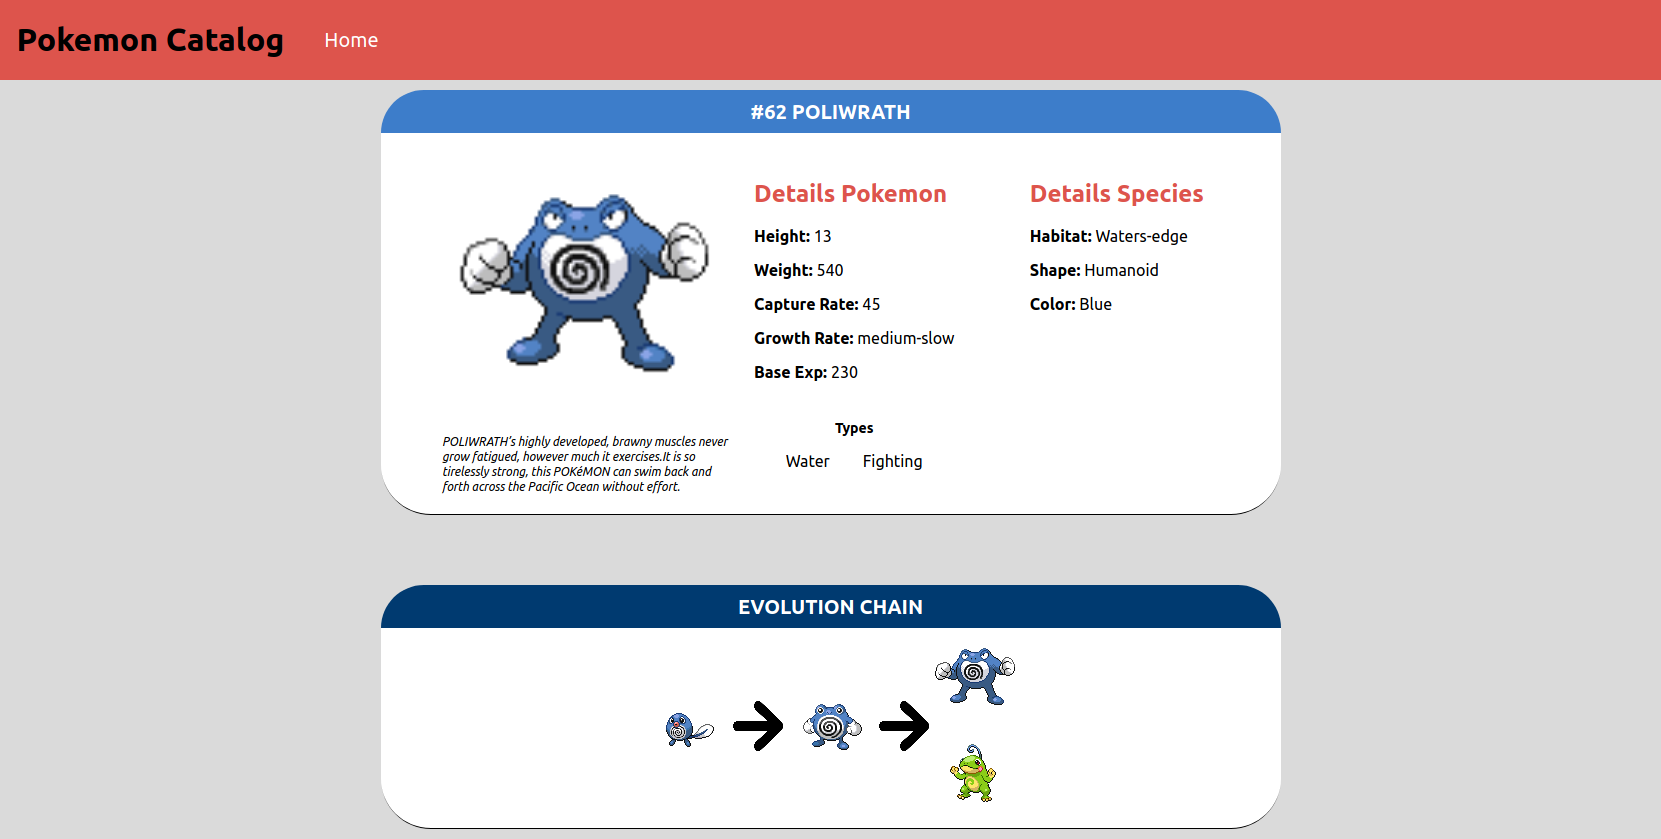 Pokemon Catalog
Home
#62 POLIWRATH
Details Pokemon
Height: 13
Weight: 540
Capture Rate: 45
Growth Rate: medium-slow
Base Exp: 230
Details Species
Habitat: Waters-edge
Shape: Humanoid
Color: Blue
POLIWRATH's highly developed, brawny muscles never
grow fatigued, however much it exercises.It is so
tirelessly strong, this POKéMON can swim back and
forth across the Pacific Ocean without effort.
Types
Water Fighting
EVOLUTION CHAIN